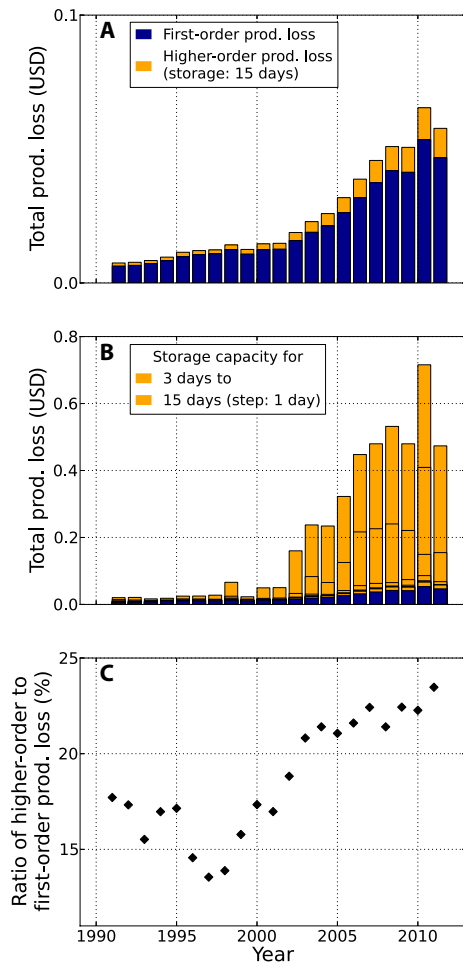 0.1
A
First-order prod. loss
Higher-order prod. loss
(storage: 15 days)
Total prod. loss (USD)
0.0
0.8
B
Storage capacity for
3 days to
15 days (step: 1 day)
0.6
Total prod. loss (USD)
0.4
0.2
0.0
25
C
Ratio of higher-order to
first-order prod. loss (%)
20
15
1990
1995
2000
2005
2010
Year